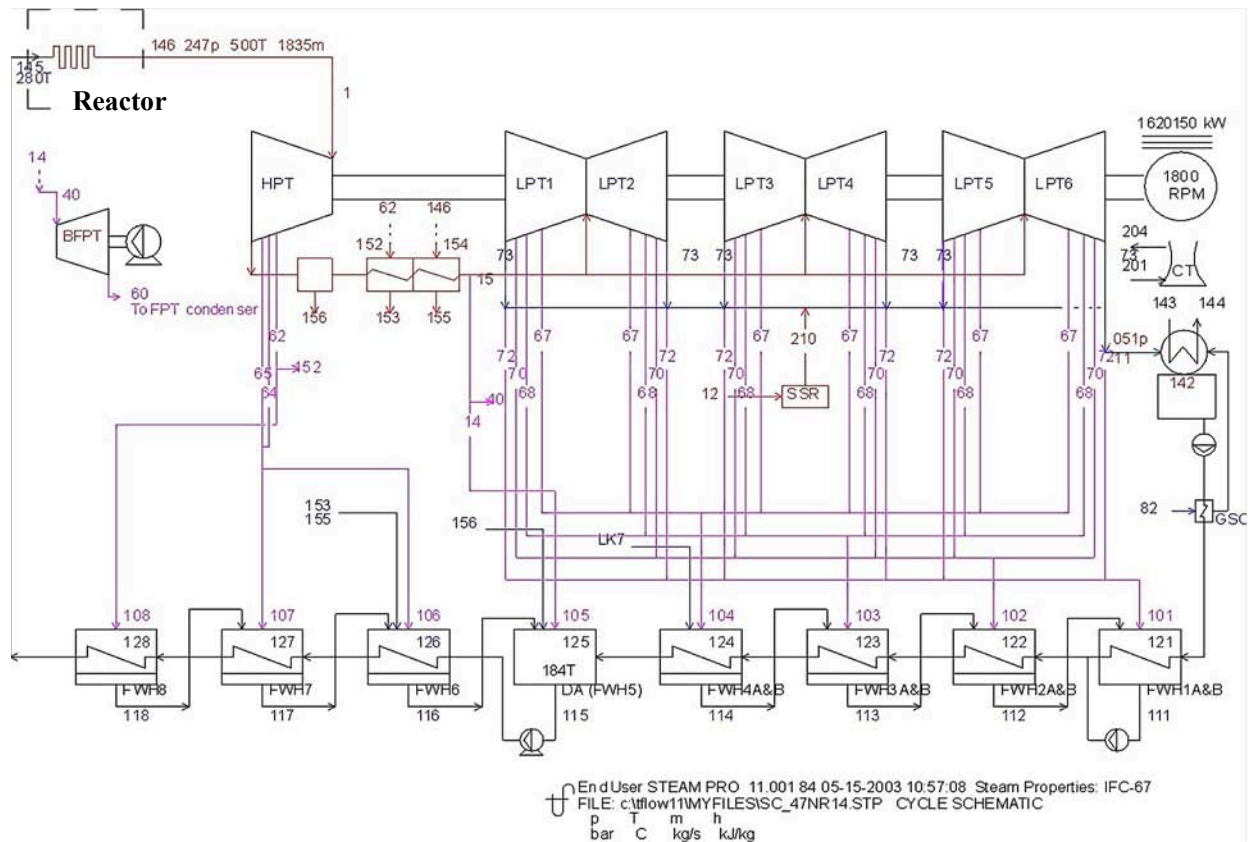 146 247p 500T 1835m
145
280T
Reactor
1
1620150 kW
14
40
HPT
LPT1
LPT2
LPT3
LPT4
LPT5
LPT6
1800
RPM
BFPT
62
146
204
73
201
CT
152
154
73
73
73
73
73
15
60
To FPT condenser
156
153
155
143
144
62
67
67
210
67
67
67
67
051p
72
72
72
72
72
211
152
65
70
70
70
70
70
70
64
68
68
68
68
68
68
142
40
12
SSR
14
153
155
156
LK7
82
GSC
108
107
106
105
104
103
102
101
128
127
126
125
124
123
122
121
184T
FWH8
FWH7
FWH6
DA (FWH5)
FWH4A&B
FWH3A&B
FWH2A&B
FWH1A&B
118
117
116
115
114
113
112
111
End User STEAM PRO 11.001 84 05-15-2003 10:57:08 Steam Properties: IFC-67
FILE: c:\tflow11\MYFILES\SC_47NR14.STP CYCLE SCHEMATIC
p T m h
bar C kg/s kJ/kg